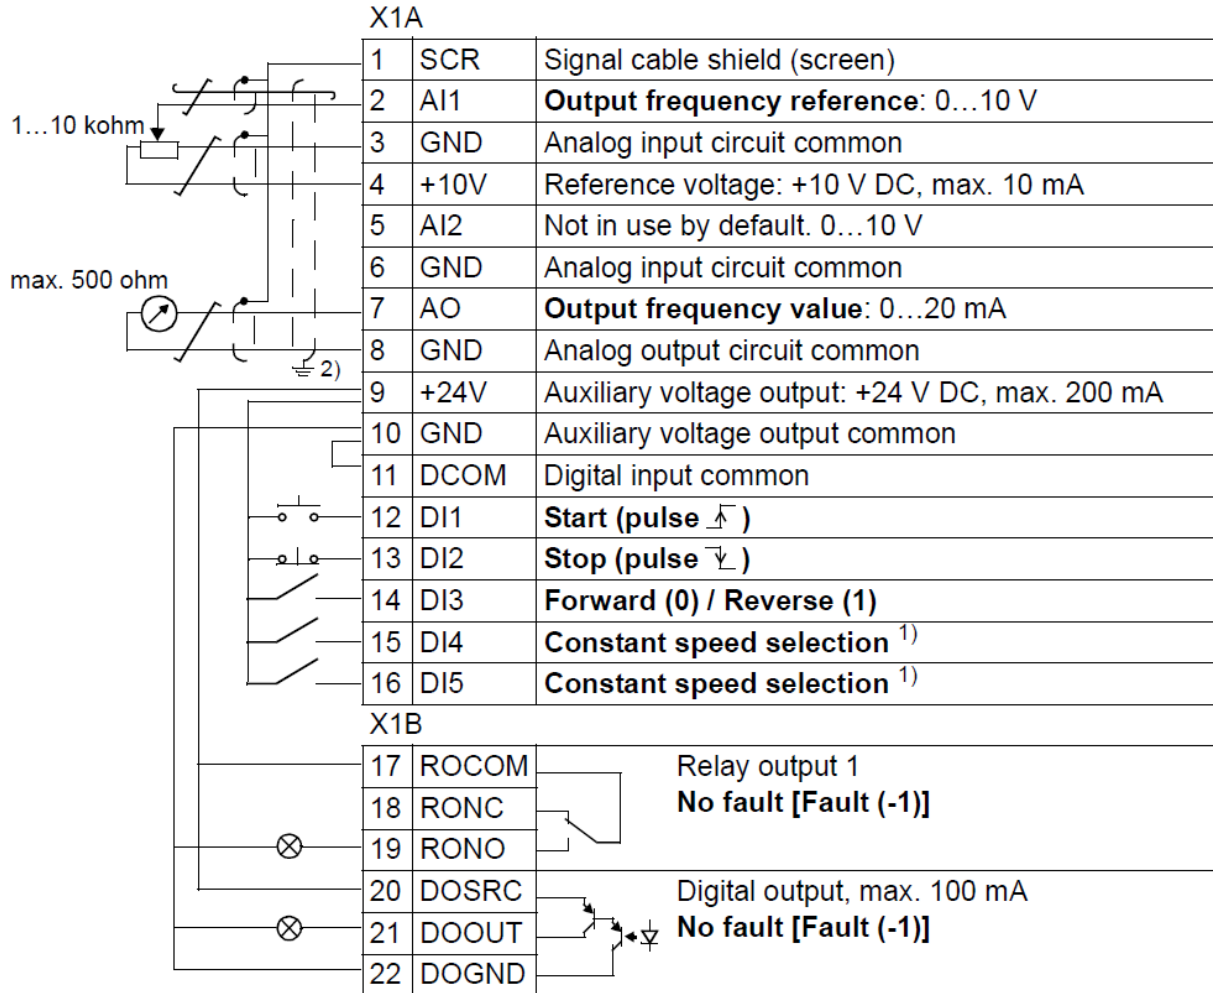 X1A
1 SCR Signal cable shield (screen)
2 AI1 Output frequency reference: 0…10 V
1…10 kohm
3 GND Analog input circuit common
4 +10V Reference voltage: +10 V DC, max. 10 mA
5 AI2 Not in use by default. 0…10 V
6 GND Analog input circuit common
max. 500 ohm
7 AO Output frequency value: 0…20 mA
8 GND Analog output circuit common
2)
9 +24V Auxiliary voltage output: +24 V DC, max. 200 mA
10 GND Auxiliary voltage output common
11 DCOM Digital input common
12 DI1 Start (pulse )
13 DI2 Stop (pulse )
14 DI3 Forward (0) / Reverse (1)
15 DI4 Constant speed selection 1)
16 DI5 Constant speed selection 1)
X1B
17 ROCOM Relay output 1
18 RONC No fault [Fault (-1)]
19 RONO
20 DOSRC Digital output, max. 100 mA
21 DOOUT No fault [Fault (-1)]
22 DOGND